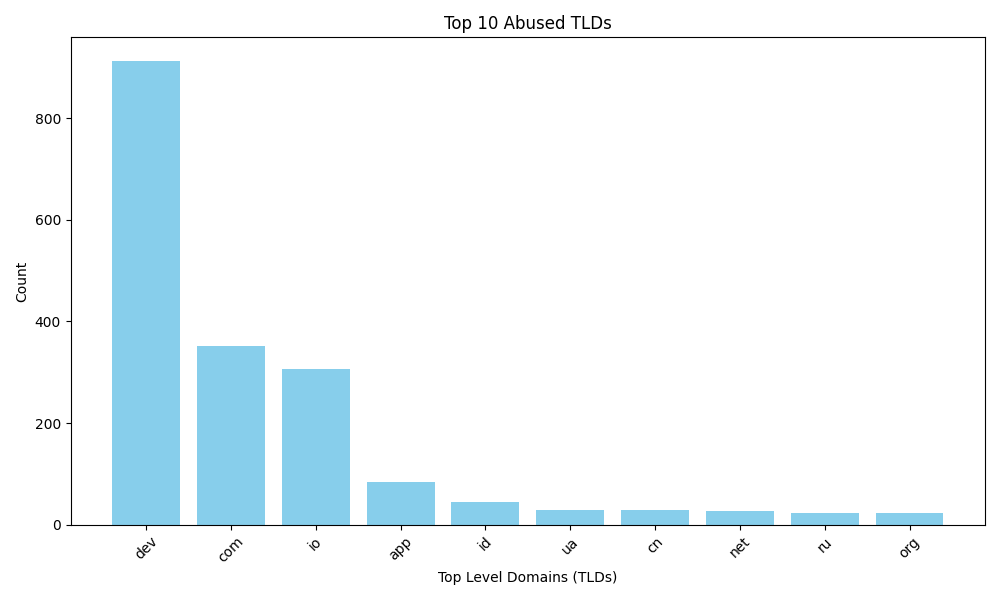 Top 10 Abused TLDs
Count
800
600
400
200
0
dev
com
io
app
id
ua
cn
net
ru
org
Top Level Domains (TLDs)